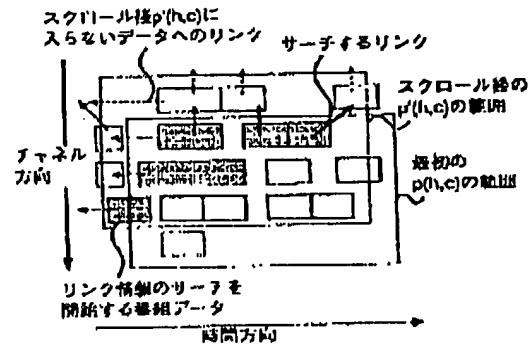 スクロール後p'(h,c)に
入らないデータへのリンク
サーチするリンク
スクロール後の
p'(h,c)の範囲
チャネル
方向
最初の
p(h,c)の範囲
リンク情報のサーチを
開始する番組データ
時間方向